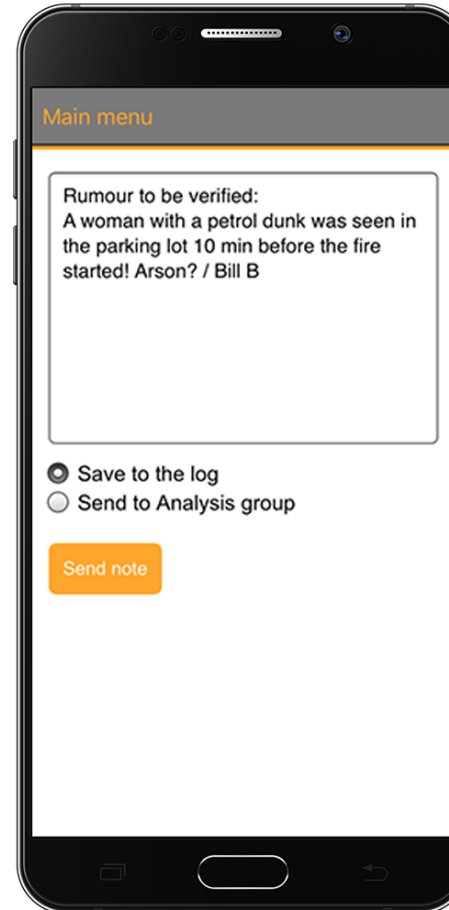 Main menu
Rumour to be verified:
A woman with a petrol dunk was seen in
the parking lot 10 min before the fire
started! Arson? / Bill B
Save to the log
Send to Analysis group
Send note